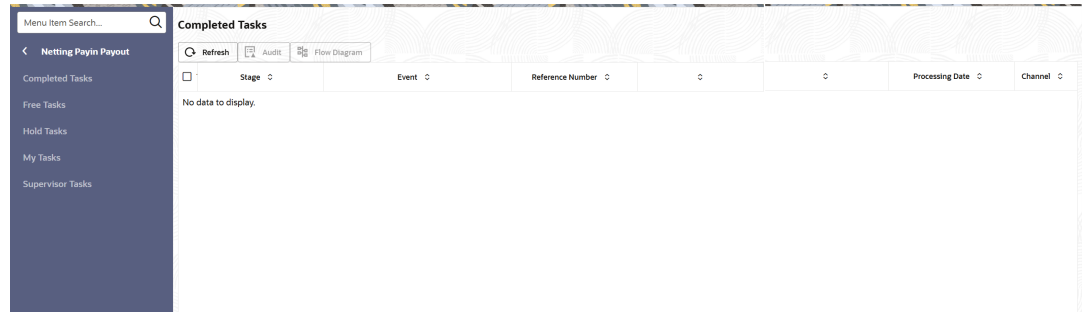 Menu Item Search...
Netting Payin Payout
Completed Tasks
Free Tasks
Hold Tasks
My Tasks
Supervisor Tasks
Completed Tasks
Refresh Audit Flow Diagram
Stage Event Reference Number Processing Date Channel
No data to display.